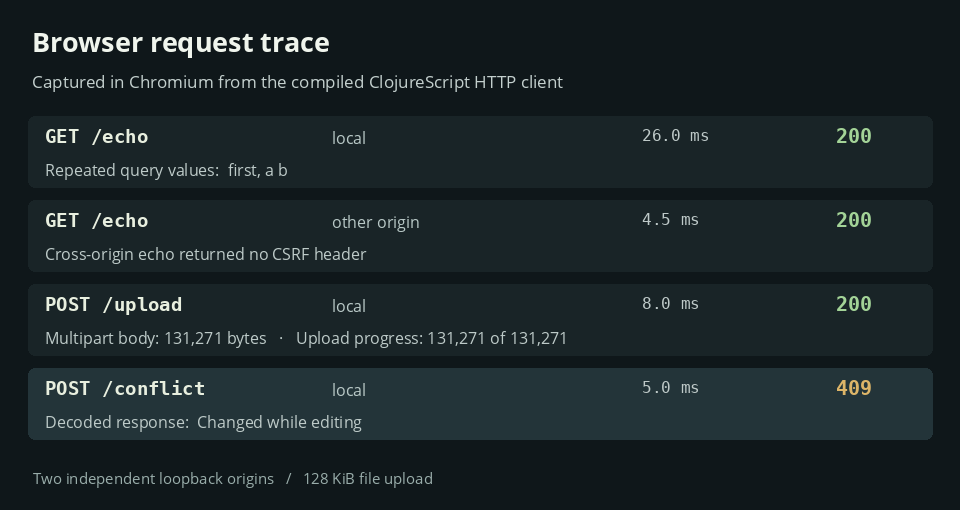 Browser request trace
Captured in Chromium from the compiled ClojureScript HTTP client
GET /echo local 26.0 ms 200
Repeated query values: first, a b
GET /echo other origin 4.5 ms 200
Cross-origin echo returned no CSRF header
POST /upload local 8.0 ms 200
Multipart body: 131,271 bytes · Upload progress: 131,271 of 131,271
POST /conflict local 5.0 ms 409
Decoded response: Changed while editing
Two independent loopback origins / 128 KiB file upload